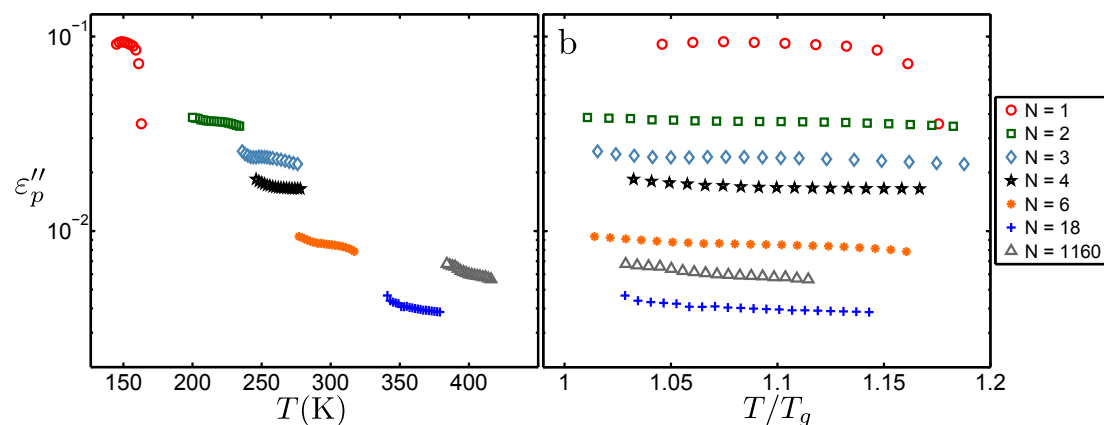 10⁻¹
10⁻²
ε″ₚ
150 200 250 300 350 400
T(K)
b
1 1.05 1.1 1.15 1.2
T/T_g
N = 1
N = 2
N = 3
N = 4
N = 6
N = 18
N = 1160